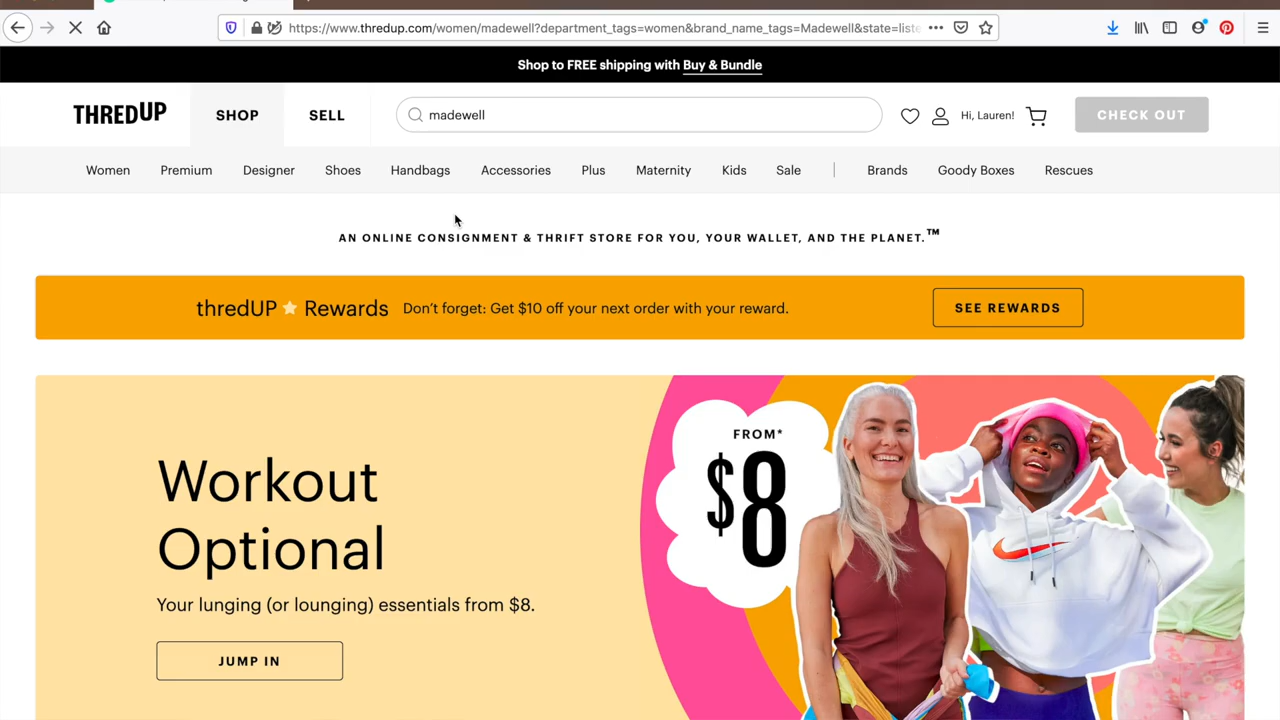 https://www.thredup.com/women/madewell?department_tags=women&brand_name_tags=Madewell&state=liste
Shop to FREE shipping with Buy & Bundle
THREDUP
SHOP
SELL
madewell
Hi, Lauren!
CHECK OUT
Women
Premium
Designer
Shoes
Handbags
Accessories
Plus
Maternity
Kids
Sale
Brands
Goody Boxes
Rescues
AN ONLINE CONSIGNMENT & THRIFT STORE FOR YOU, YOUR WALLET, AND THE PLANET.™
thredUP Rewards
Don't forget: Get $10 off your next order with your reward.
SEE REWARDS
Workout
Optional
Your lunging (or lounging) essentials from $8.
JUMP IN
FROM*
$8